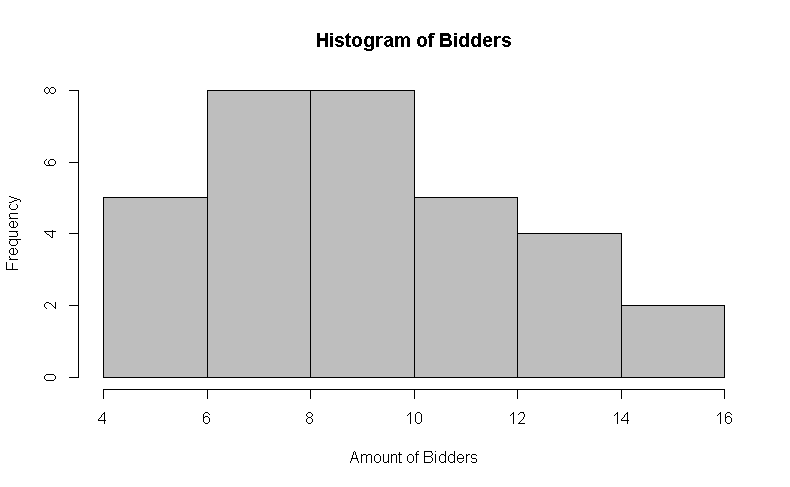 Histogram of Bidders
Frequency
8
6
4
2
0
4 6 8 10 12 14 16
Amount of Bidders